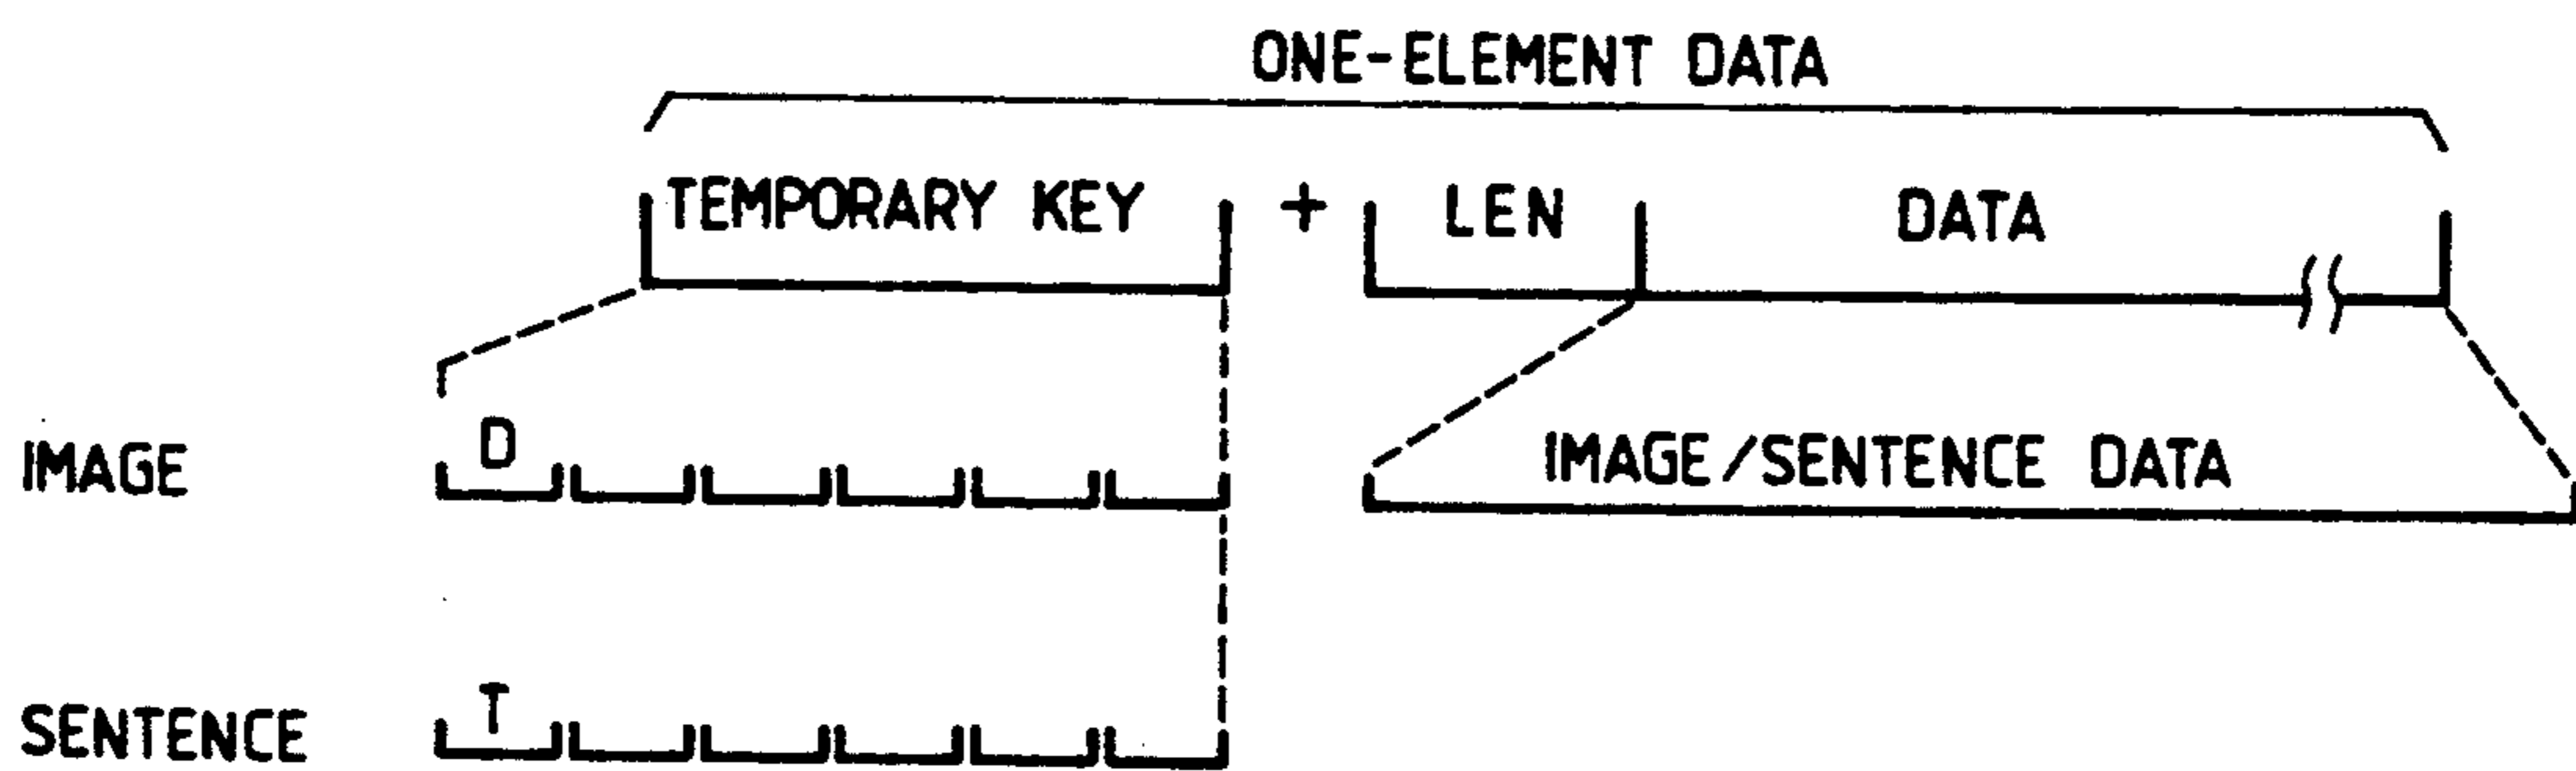 ONE-ELEMENT DATA
TEMPORARY KEY + LEN DATA
IMAGE D IMAGE/SENTENCE DATA
SENTENCE T